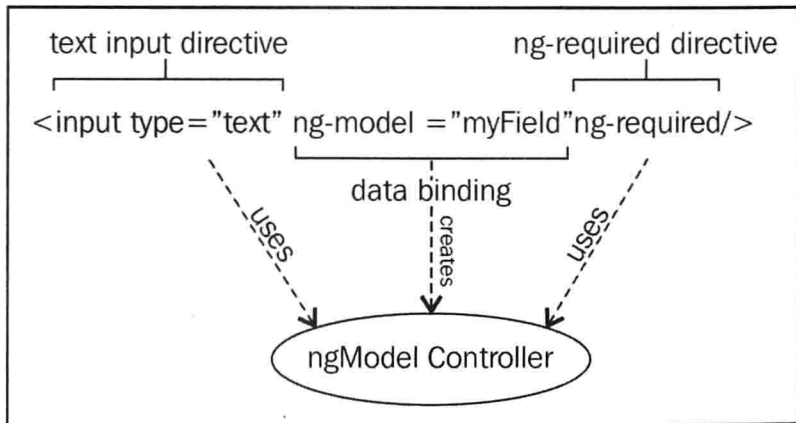 text input directive ng-required directive
<input type="text" ng-model ="myField"ng-required/>
data binding
uses creates uses
ngModel Controller